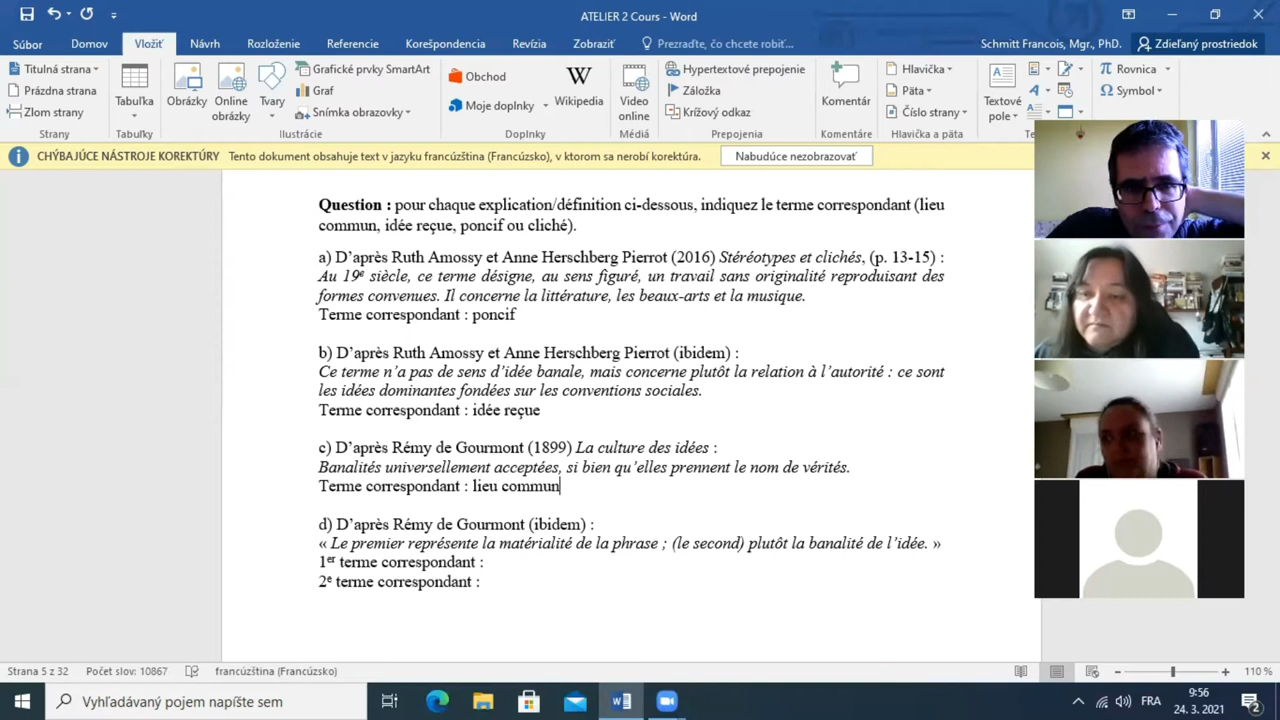 ATELIER 2 Cours - Word
Súbor Domov Vložiť Návrh Rozloženie Referencie Korešpondencia Revízia Zobraziť Prezraďte, čo chcete robiť... Schmitt Francois, Mgr., PhD. Zdieľaný prostriedok
Titulná strana
Prázdna strana
Zlom strany
Strany
Tabuľka
Tabuľky
Obrázky
Online obrázky
Tvary
Grafické prvky SmartArt
Graf
Snímka obrazovky
Ilustrácie
Obchod
Moje doplnky
Wikipedia
Doplnky
Video online
Médiá
Hypertextové prepojenie
Záložka
Krížový odkaz
Prepojenia
Komentár
Komentáre
Hlavička
Päta
Číslo strany
Hlavička a päta
Textové pole
Te
Rovnica
Symbol
CHÝBAJÚCE NÁSTROJE KOREKTÚRY Tento dokument obsahuje text v jazyku francúzština (Francúzsko), v ktorom sa nerobí korektúra. Nabudúce nezobrazovať
Question : pour chaque explication/définition ci-dessous, indiquez le terme correspondant (lieu
commun, idée reçue, poncif ou cliché).
a) D’après Ruth Amossy et Anne Herschberg Pierrot (2016) Stéréotypes et clichés, (p. 13-15) :
Au 19e siècle, ce terme désigne, au sens figuré, un travail sans originalité reproduisant des
formes convenues. Il concerne la littérature, les beaux-arts et la musique.
Terme correspondant : poncif
b) D’après Ruth Amossy et Anne Herschberg Pierrot (ibidem) :
Ce terme n’a pas de sens d’idée banale, mais concerne plutôt la relation à l’autorité : ce sont
les idées dominantes fondées sur les conventions sociales.
Terme correspondant : idée reçue
c) D’après Rémy de Gourmont (1899) La culture des idées :
Banalités universellement acceptées, si bien qu’elles prennent le nom de vérités.
Terme correspondant : lieu commun
d) D’après Rémy de Gourmont (ibidem) :
« Le premier représente la matérialité de la phrase ; (le second) plutôt la banalité de l’idée. »
1er terme correspondant :
2e terme correspondant :
Strana 5 z 32 Počet slov: 10867 francúzština (Francúzsko) 110 %
Vyhľadávaný pojem napíšte sem
FRA
9:56
24. 3. 2021
2